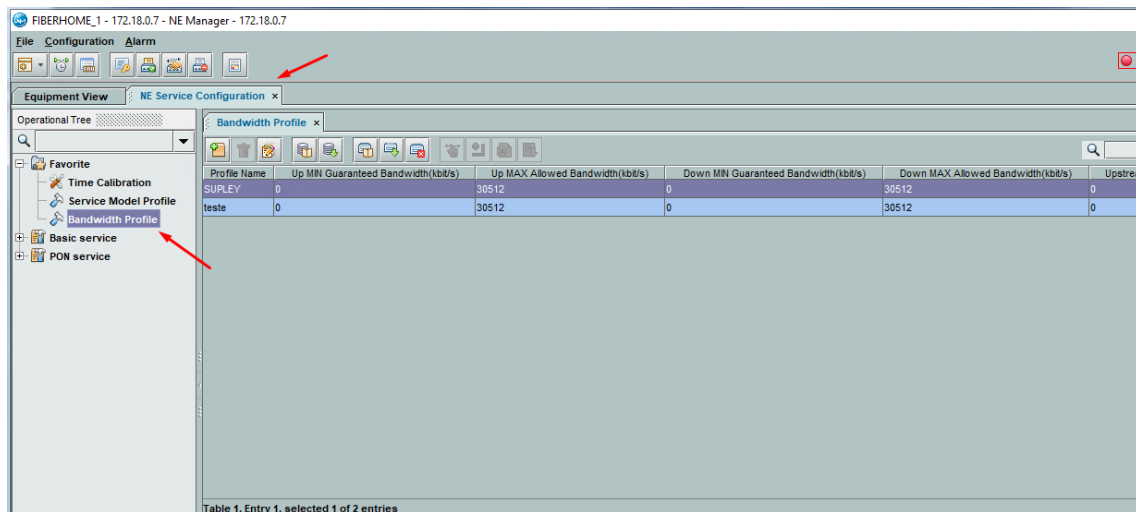 FIBERHOME_1 - 172.18.0.7 - NE Manager - 172.18.0.7
File Configuration Alarm
Equipment View NE Service Configuration ×
Operational Tree
Bandwidth Profile ×
Profile Name Up MIN Guaranteed Bandwidth(kbit/s) Up MAX Allowed Bandwidth(kbit/s) Down MIN Guaranteed Bandwidth(kbit/s) Down MAX Allowed Bandwidth(kbit/s) Upstrea
SUPLEY 0 30512 0 30512 0
teste 0 30512 0 30512 0
Favorite
Time Calibration
Service Model Profile
Bandwidth Profile
Basic service
PON service
Table 1, Entry 1, selected 1 of 2 entries